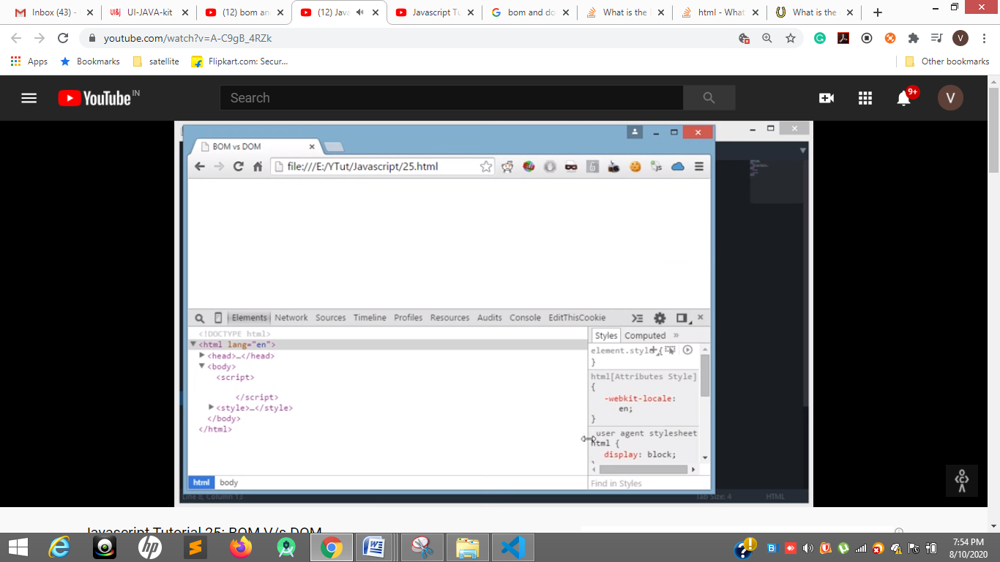 Inbox (43) -
UI&j UI-JAVA-kit
(12) bom an
(12) Java
Javascript Tu
bom and do
What is the
html - What
What is the
youtube.com/watch?v=A-C9gB_4RZk
V
Apps
Bookmarks
satellite
Flipkart.com: Secur...
Other bookmarks
YouTube IN
Search
9+
V
BOM vs DOM
file:///E:/YTut/Javascript/25.html
Elements Network Sources Timeline Profiles Resources Audits Console EditThisCookie
<!DOCTYPE html>
<html lang="en">
<head>…</head>
<body>
<script>
</script>
<style>…</style>
</body>
</html>
Styles Computed »
element.style {
}
html[Attributes Style]
{
-webkit-locale:
en;
}
user agent stylesheet
html {
display: block;
}
html body
Find in Styles
Line 8, Column 13
Tab Size: 4
HTML
Javascript Tutorial 25: BOM V/s DOM
7:54 PM
8/10/2020